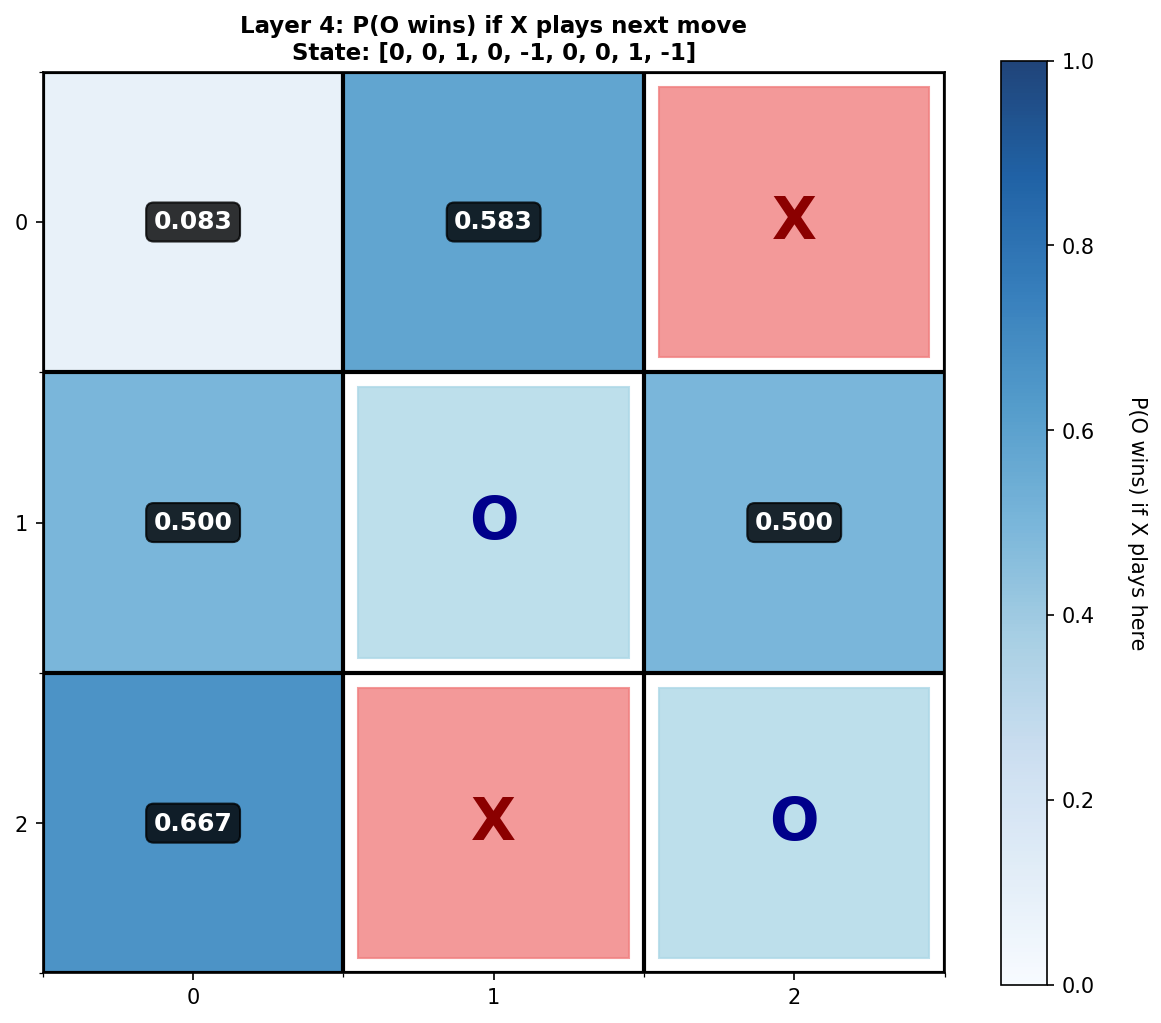 Layer 4: P(O wins) if X plays next move
State: [0, 0, 1, 0, -1, 0, 0, 1, -1]
0
0.083
0.583
X
1
0.500
O
0.500
2
0.667
X
O
0
1
2
1.0
0.8
0.6
0.4
0.2
0.0
P(O wins) if X plays here